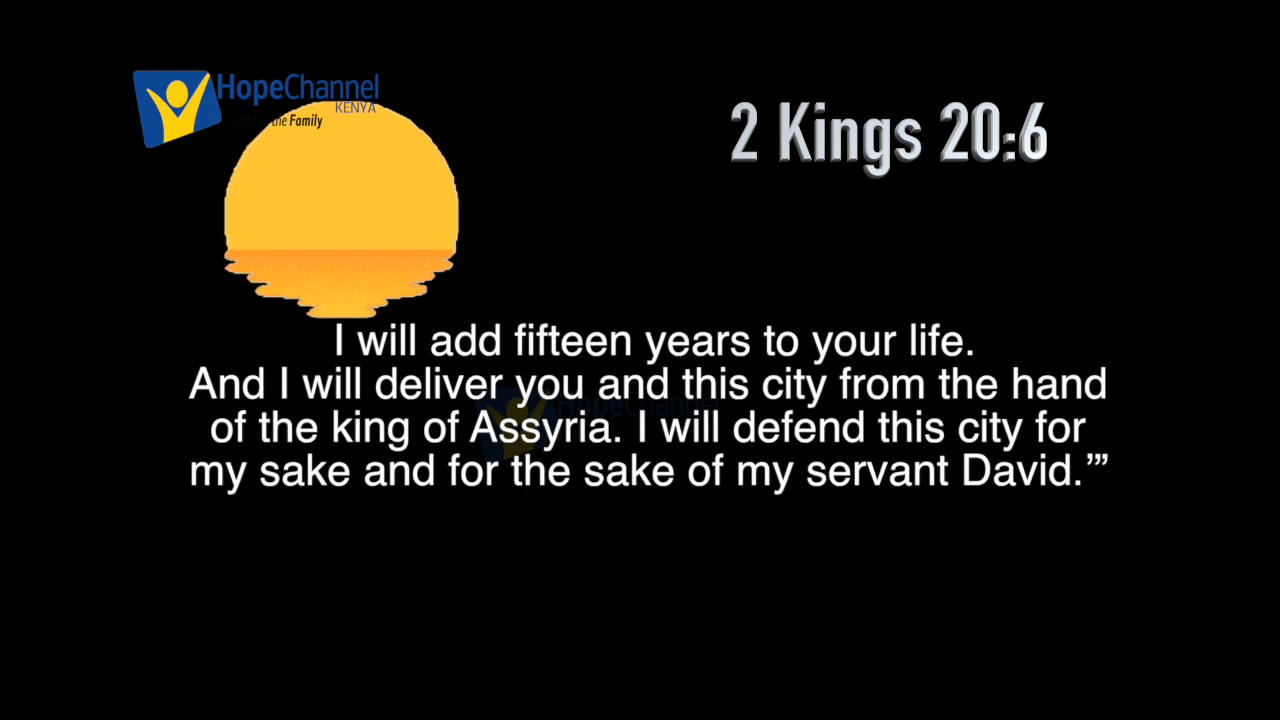 HopeChannel
KENYA
the Family
2 Kings 20:6
I will add fifteen years to your life.
And I will deliver you and this city from the hand
of the king of Assyria. I will defend this city for
my sake and for the sake of my servant David.’”
HopeChannel